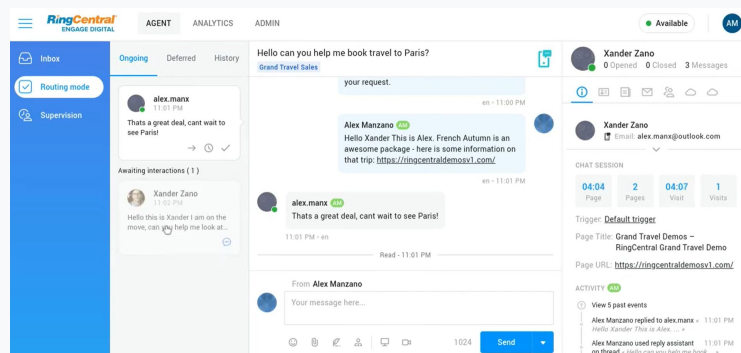 RingCentral
ENGAGE DIGITAL
AGENT
ANALYTICS
ADMIN
Available
AM
Inbox
Routing mode
Supervision
Ongoing
Deferred
History
alex.manx
11:01 PM
Thats a great deal, cant wait to
see Paris!
Awaiting interactions ( 1 )
Xander Zano
11:02 PM
Hello this is Xander I am on the
move, can you help me look at...
Hello can you help me book travel to Paris?
Grand Travel Sales
your request.
en - 11:00 PM
Alex Manzano AM
Hello Xander This is Alex. French Autumn is an
awesome package - here is some information on
that trip: https://ringcentraldemosv1.com/
en - 11:01 PM
alex.manx AM
Thats a great deal, cant wait to see Paris!
11:01 PM - en
Read - 11:01 PM
From Alex Manzano
Your message here...
1024
Send
Xander Zano
0 Opened 0 Closed 3 Messages
Xander Zano
Email: alex.manx@outlook.com
CHAT SESSION
04:04
Page
2
Pages
04:07
Visit
1
Visits
Trigger: Default trigger
Page Title: Grand Travel Demos –
RingCentral Grand Travel Demo
Page URL: https://ringcentraldemosv1.com/
ACTIVITY AM
View 5 past events
Alex Manzano replied to alex.manx « 11:01 PM
Hello Xander This is Alex. ... »
Alex Manzano used reply assistant 11:01 PM
on thread « Hello can you help me book ... »